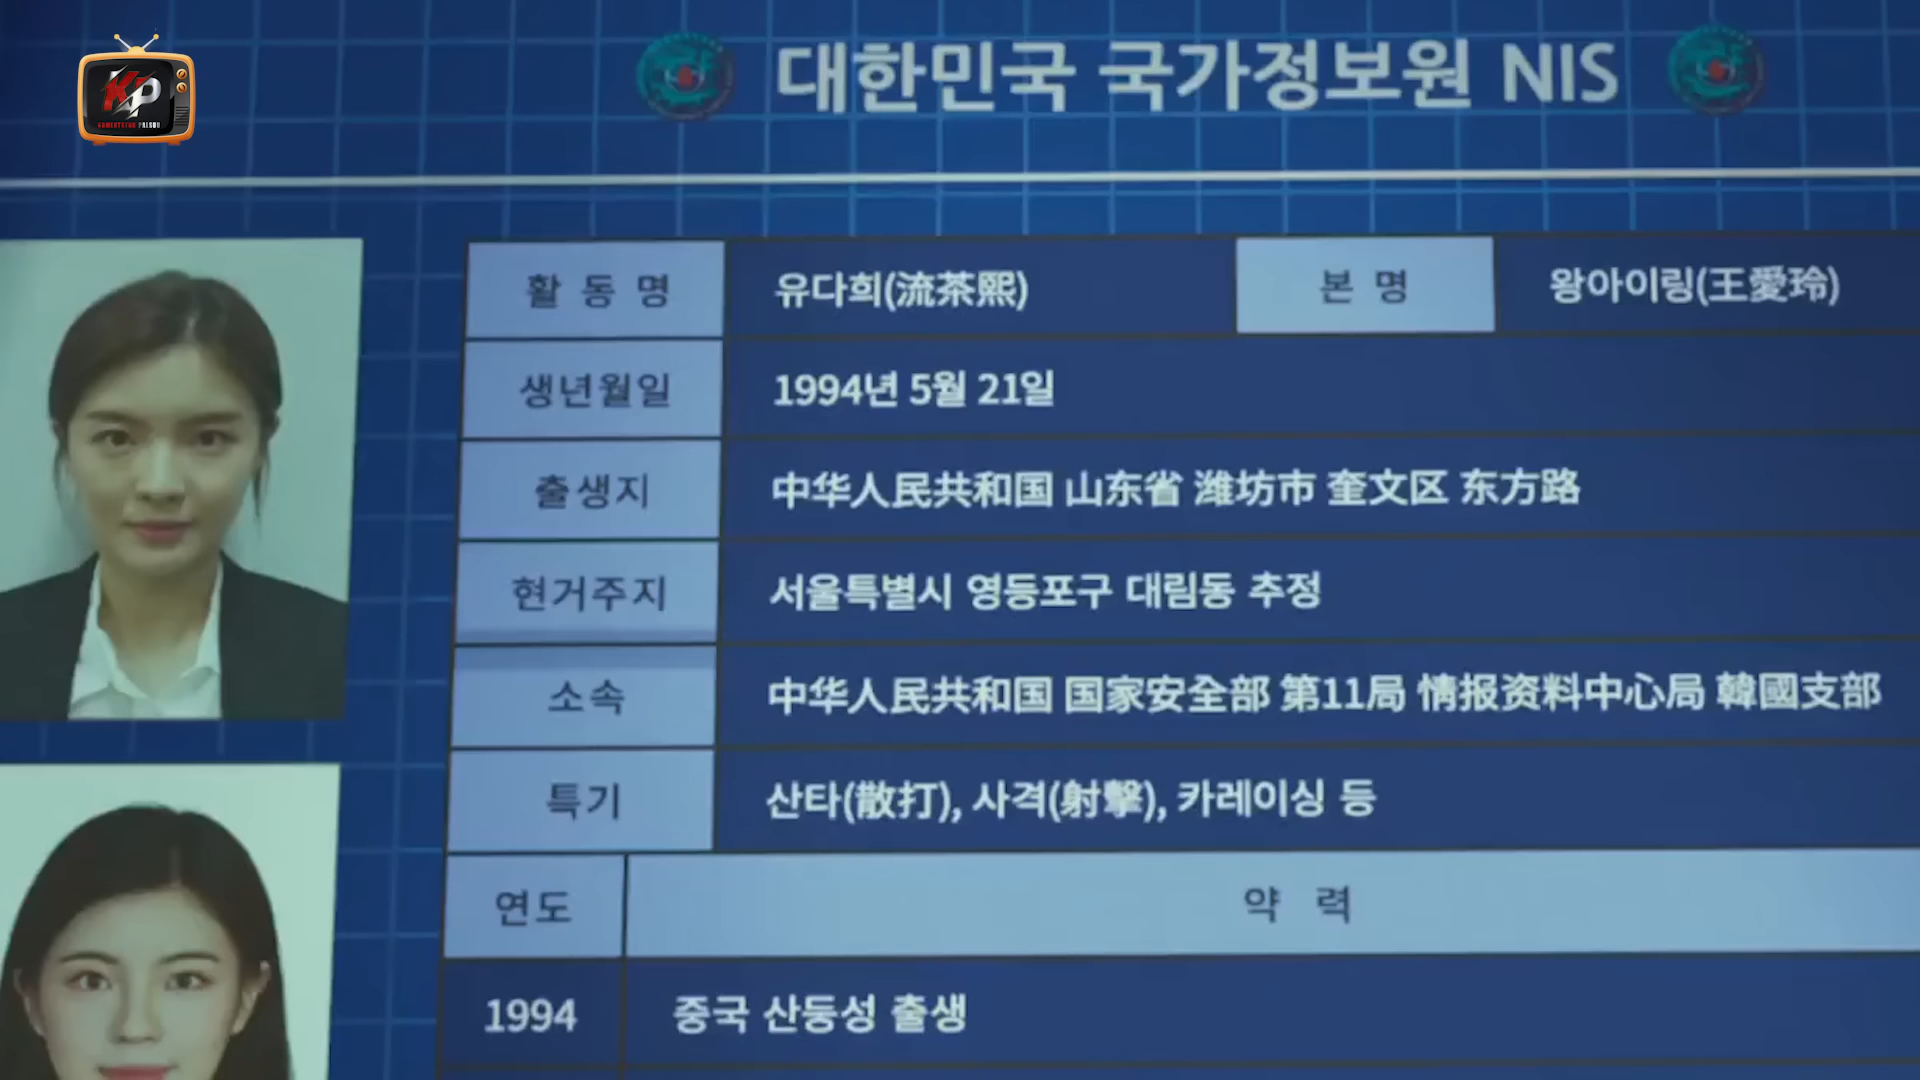 KP
대한민국 국가정보원 NIS
활동명 유다희(流茶熙) 본명 왕아이링(王愛玲)
생년월일 1994년 5월 21일
출생지 中华人民共和国 山东省 潍坊市 奎文区 东方路
현거주지 서울특별시 영등포구 대림동 추정
소속 中华人民共和国 国家安全部 第11局 情报资料中心局 韓國支部
특기 산타(散打), 사격(射擊), 카레이싱 등
연도 약력
1994 중국 산둥성 출생